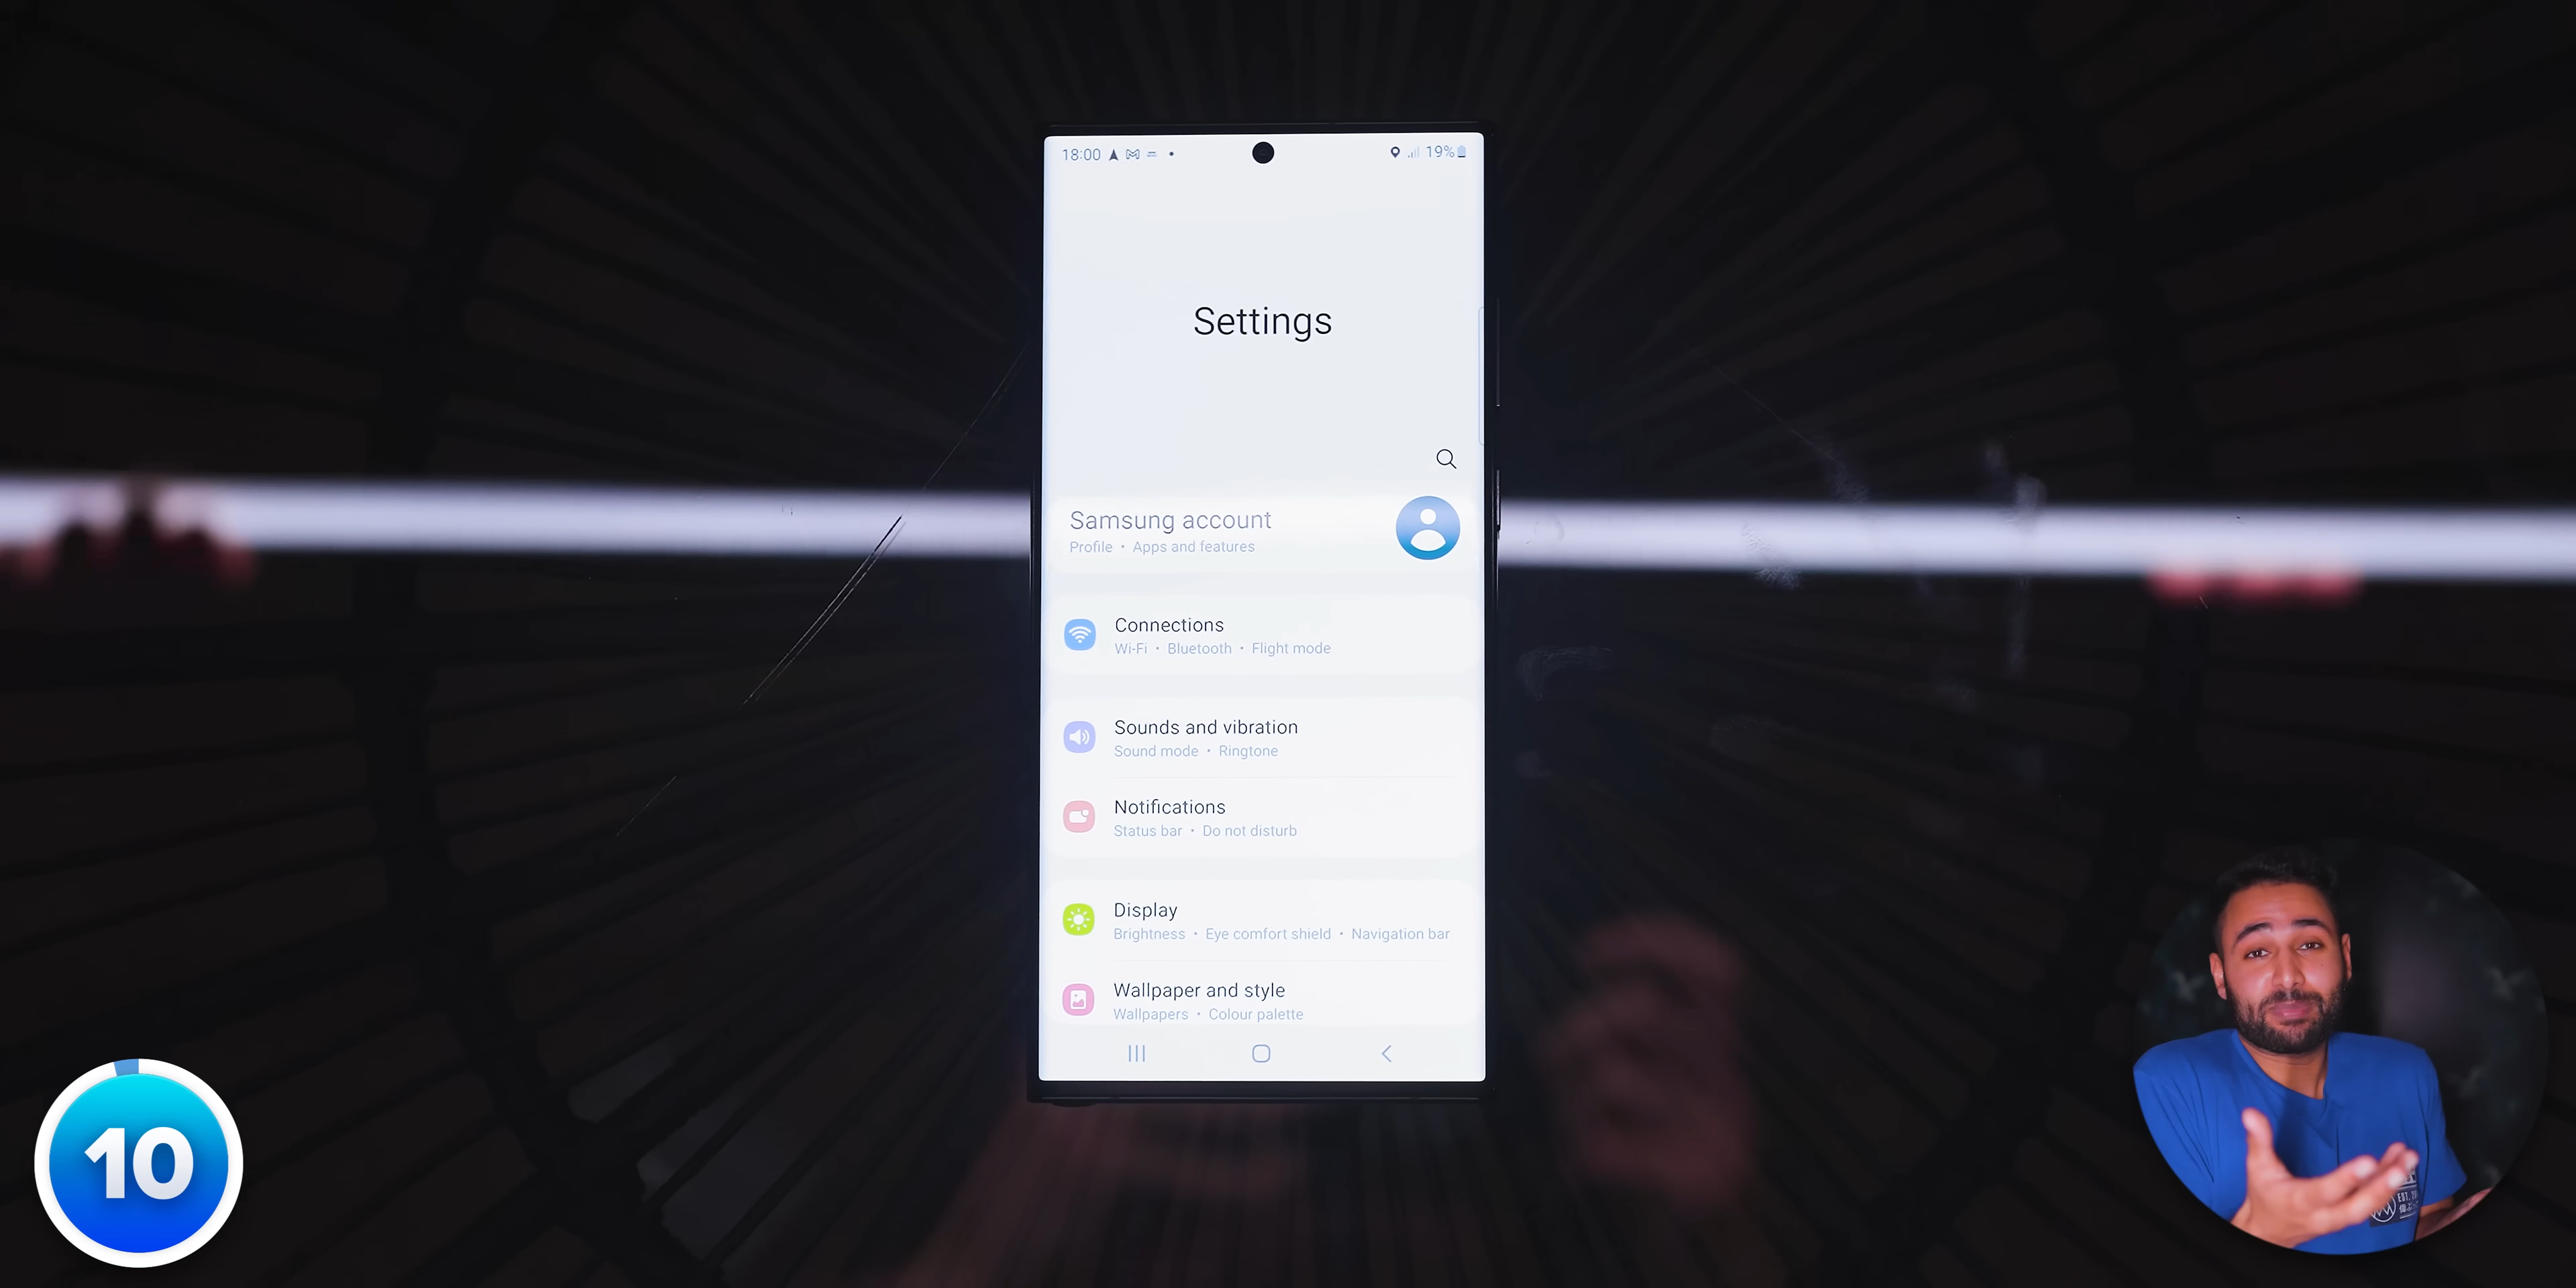 18:00
19%
Settings
Samsung account
Profile • Apps and features
Connections
Wi-Fi • Bluetooth • Flight mode
Sounds and vibration
Sound mode • Ringtone
Notifications
Status bar • Do not disturb
Display
Brightness • Eye comfort shield • Navigation bar
Wallpaper and style
Wallpapers • Colour palette
10